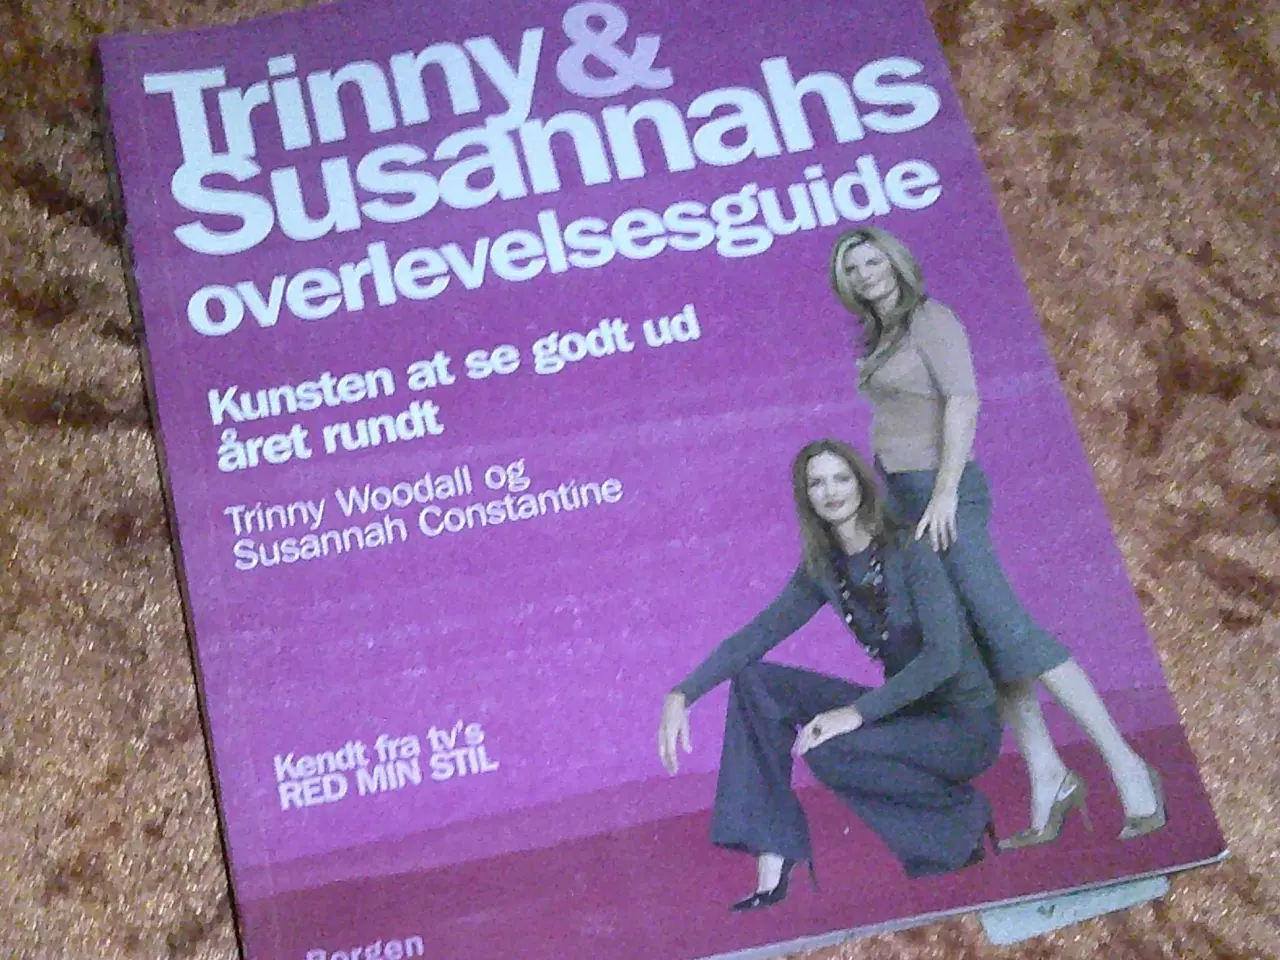 Trinny &
Susannahs
overlevelsesguide
Kunsten at se godt ud
året rundt
Trinny Woodall og
Susannah Constantine
Kendt fra tv's
RED MIN STIL
Borgen